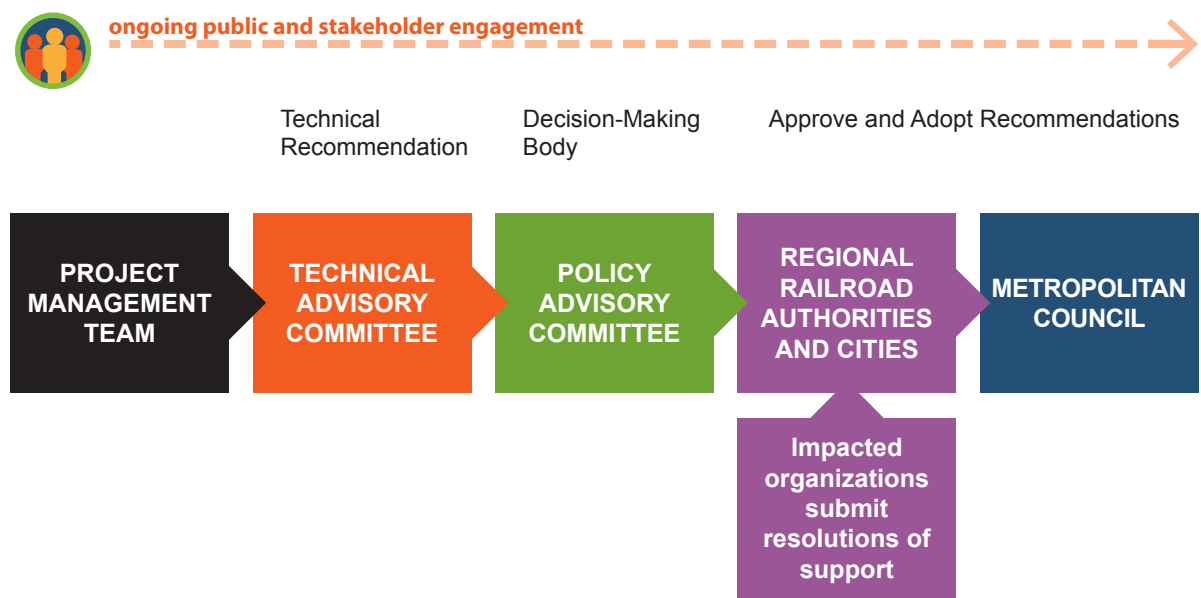 ongoing public and stakeholder engagement
Technical
Recommendation
Decision-Making
Body
Approve and Adopt Recommendations
PROJECT
MANAGEMENT
TEAM
TECHNICAL
ADVISORY
COMMITTEE
POLICY
ADVISORY
COMMITTEE
REGIONAL
RAILROAD
AUTHORITIES
AND CITIES
METROPOLITAN
COUNCIL
Impacted
organizations
submit
resolutions of
support